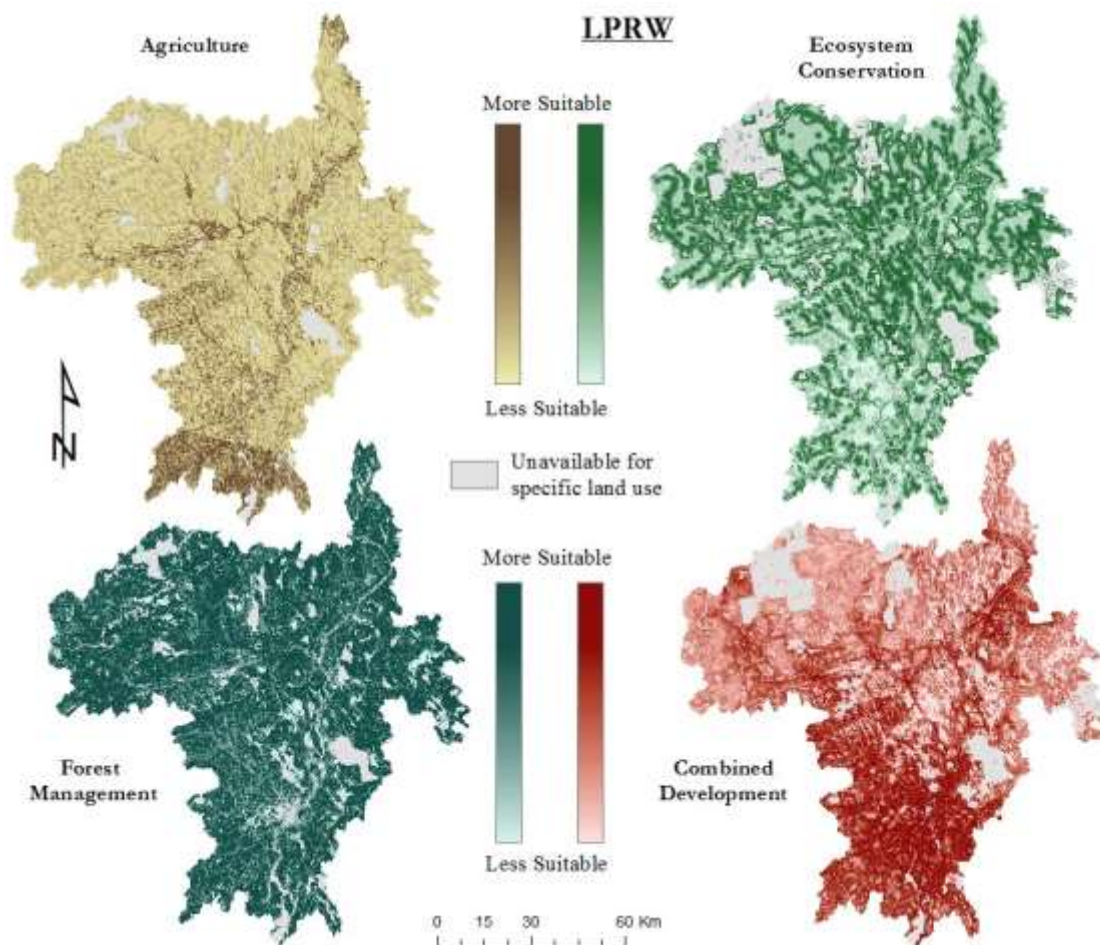 LPRW
Agriculture
Ecosystem
Conservation
More Suitable
Less Suitable
N
Unavailable for
specific land use
More Suitable
Forest
Management
Combined
Development
Less Suitable
0 15 30 60 Km